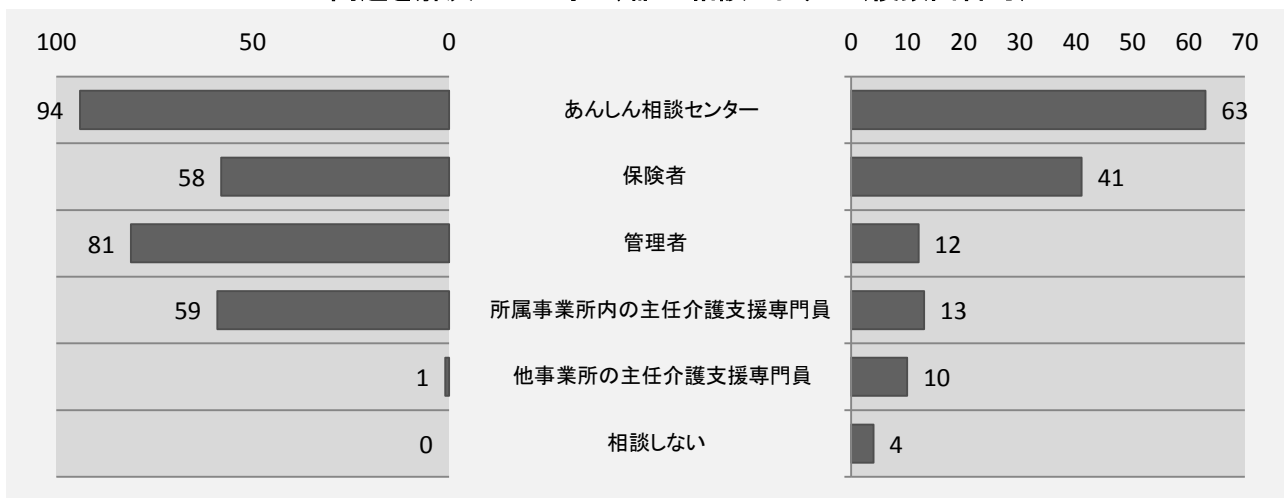 100 50 0 0 10 20 30 40 50 60 70
94 あんしん相談センター 63
58 保険者 41
81 管理者 12
59 所属事業所内の主任介護支援専門員 13
1 他事業所の主任介護支援専門員 10
0 相談しない 4